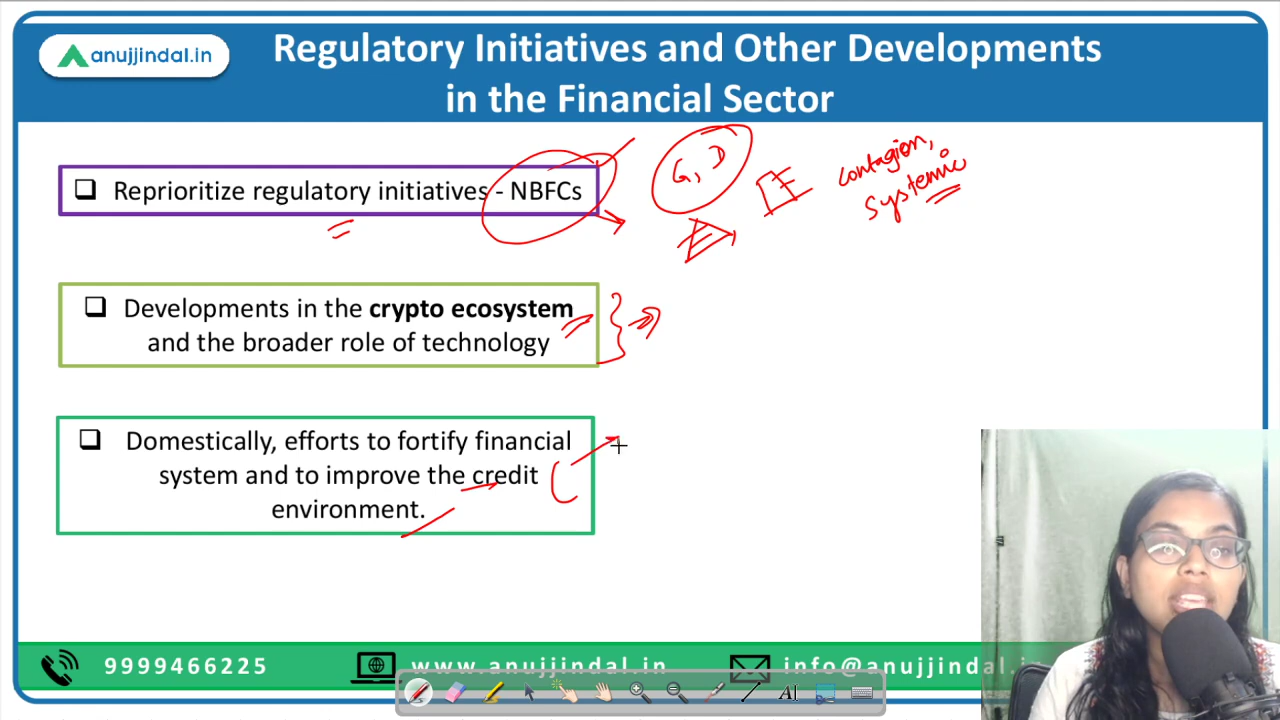 anujjindal.in
Regulatory Initiatives and Other Developments
in the Financial Sector
Reprioritize regulatory initiatives - NBFCs
G, D
contagion,
systemic
Developments in the crypto ecosystem
and the broader role of technology
Domestically, efforts to fortify financial
system and to improve the credit
environment.
9999466225
www.anujjindal.in
info@anujjindal.i